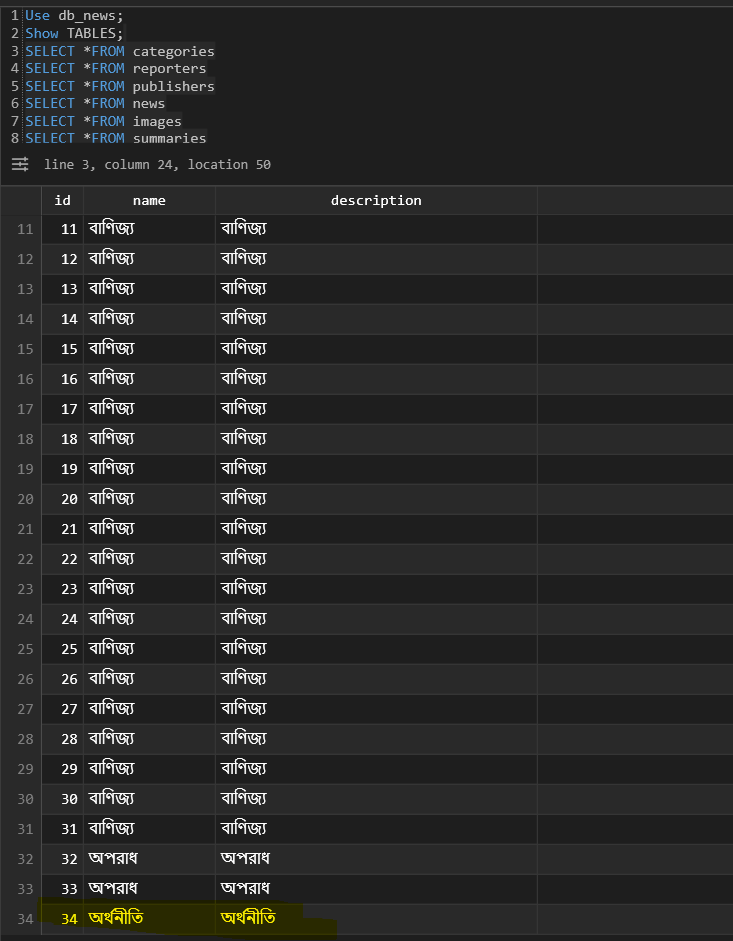 1 Use db_news;
2 Show TABLES;
3 SELECT *FROM categories
4 SELECT *FROM reporters
5 SELECT *FROM publishers
6 SELECT *FROM news
7 SELECT *FROM images
8 SELECT *FROM summaries
line 3, column 24, location 50
id name description
11 11 বাণিজ্য বাণিজ্য
12 12 বাণিজ্য বাণিজ্য
13 13 বাণিজ্য বাণিজ্য
14 14 বাণিজ্য বাণিজ্য
15 15 বাণিজ্য বাণিজ্য
16 16 বাণিজ্য বাণিজ্য
17 17 বাণিজ্য বাণিজ্য
18 18 বাণিজ্য বাণিজ্য
19 19 বাণিজ্য বাণিজ্য
20 20 বাণিজ্য বাণিজ্য
21 21 বাণিজ্য বাণিজ্য
22 22 বাণিজ্য বাণিজ্য
23 23 বাণিজ্য বাণিজ্য
24 24 বাণিজ্য বাণিজ্য
25 25 বাণিজ্য বাণিজ্য
26 26 বাণিজ্য বাণিজ্য
27 27 বাণিজ্য বাণিজ্য
28 28 বাণিজ্য বাণিজ্য
29 29 বাণিজ্য বাণিজ্য
30 30 বাণিজ্য বাণিজ্য
31 31 বাণিজ্য বাণিজ্য
32 32 অপরাধ অপরাধ
33 33 অপরাধ অপরাধ
34 34 অর্থনীতি অর্থনীতি